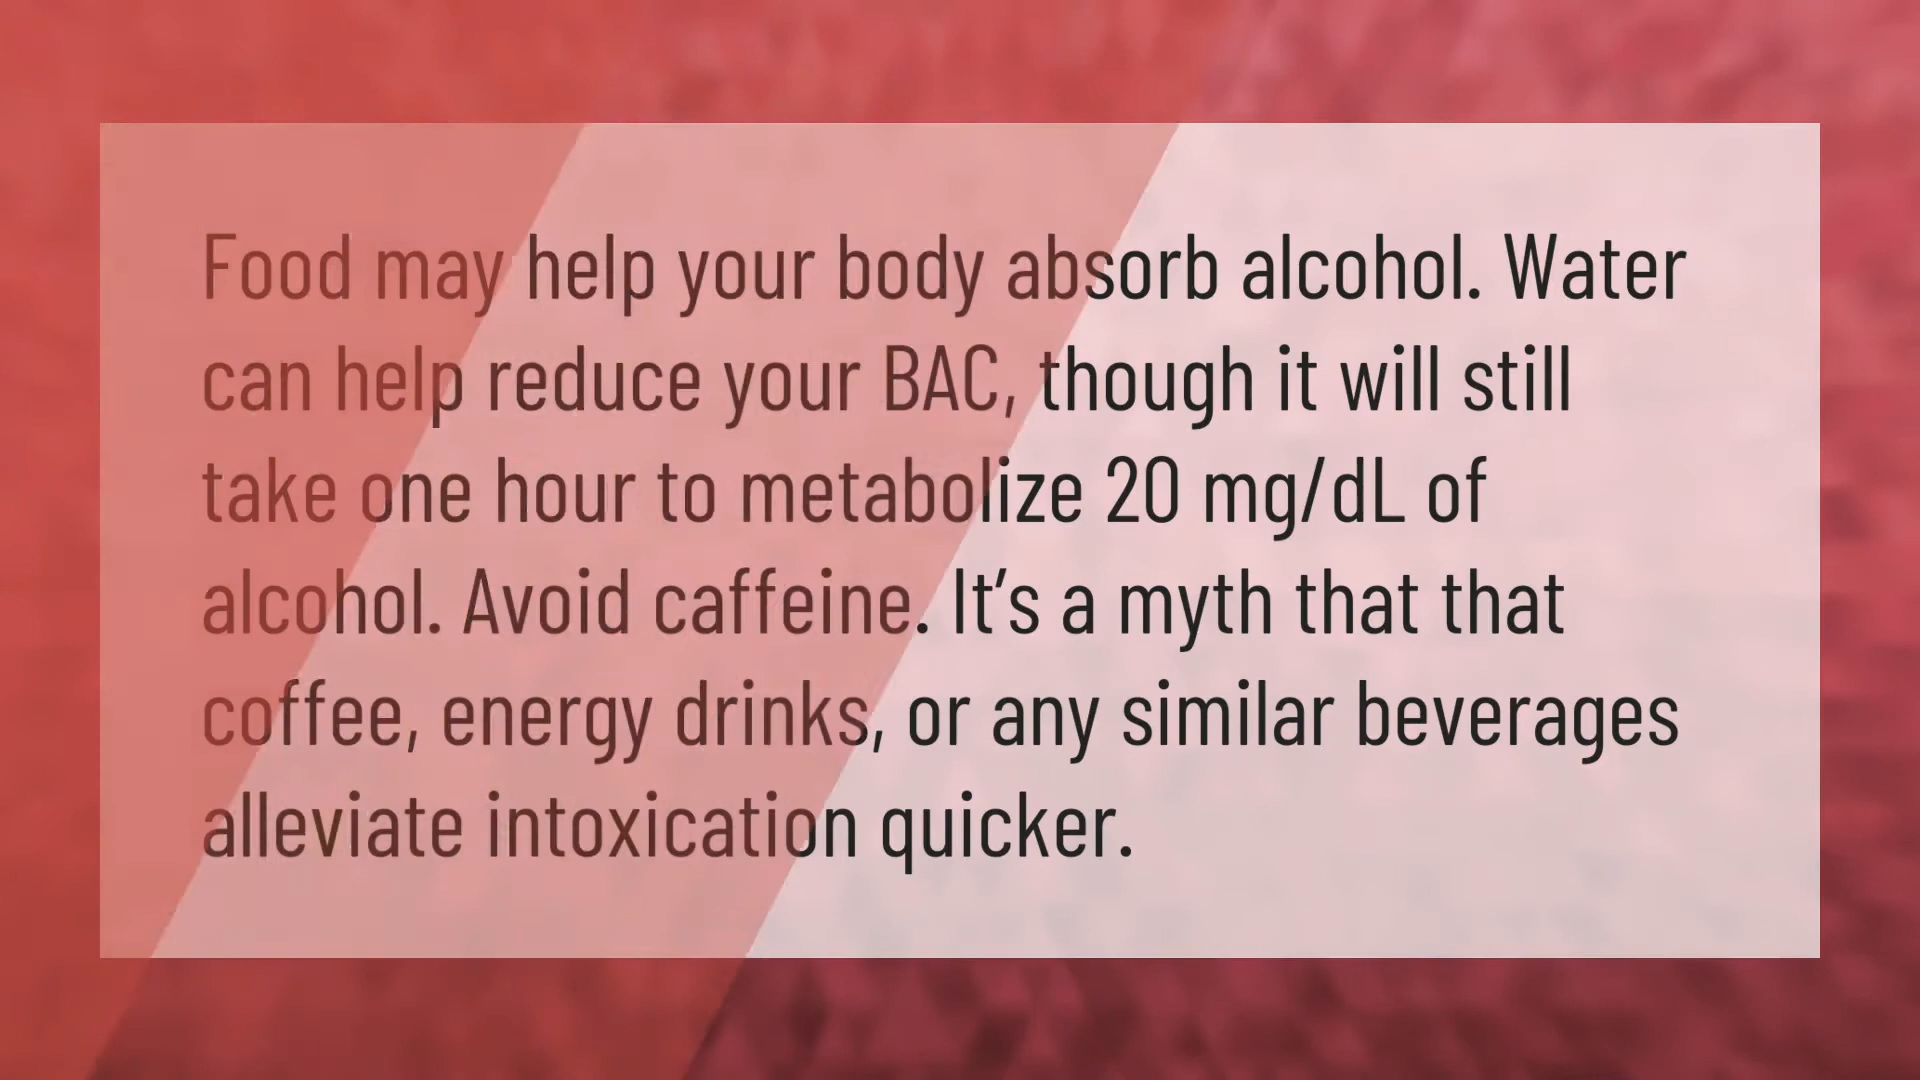 Food may help your body absorb alcohol. Water
can help reduce your BAC, though it will still
take one hour to metabolize 20 mg/dL of
alcohol. Avoid caffeine. It’s a myth that that
coffee, energy drinks, or any similar beverages
alleviate intoxication quicker.